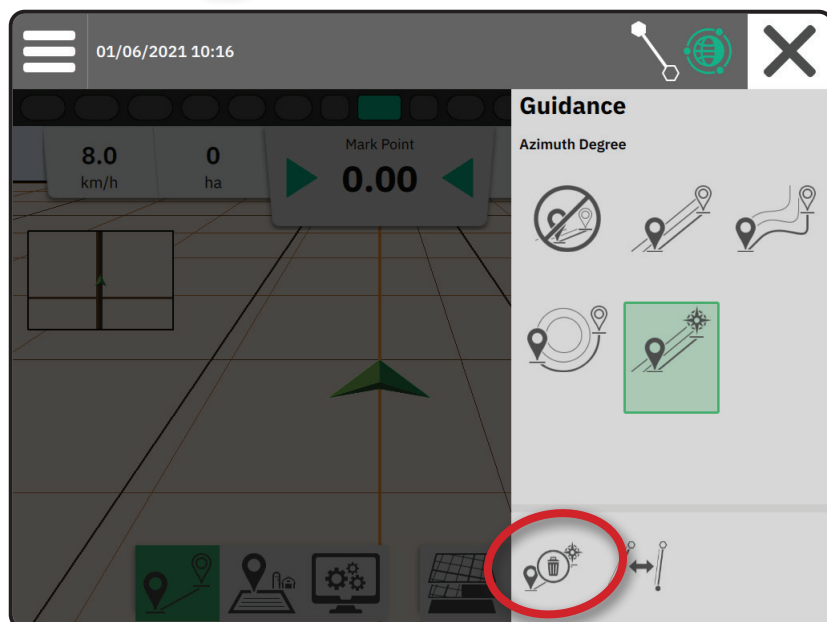 01/06/2021 10:16
Guidance
Azimuth Degree
8.0
km/h
0
ha
Mark Point
0.00